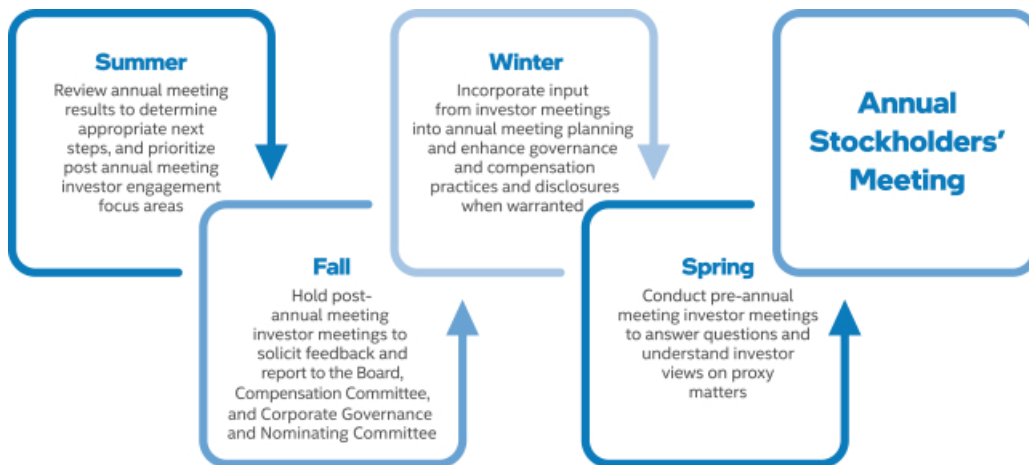 Summer
Review annual meeting
results to determine
appropriate next
steps, and prioritize
post annual meeting
investor engagement
focus areas
Fall
Hold post-
annual meeting
investor meetings to
solicit feedback and
report to the Board,
Compensation Committee,
and Corporate Governance
and Nominating Committee
Winter
Incorporate input
from investor meetings
into annual meeting planning
and enhance governance
and compensation
practices and disclosures
when warranted
Spring
Conduct pre-annual
meeting investor meetings
to answer questions and
understand investor
views on proxy
matters
Annual
Stockholders’
Meeting